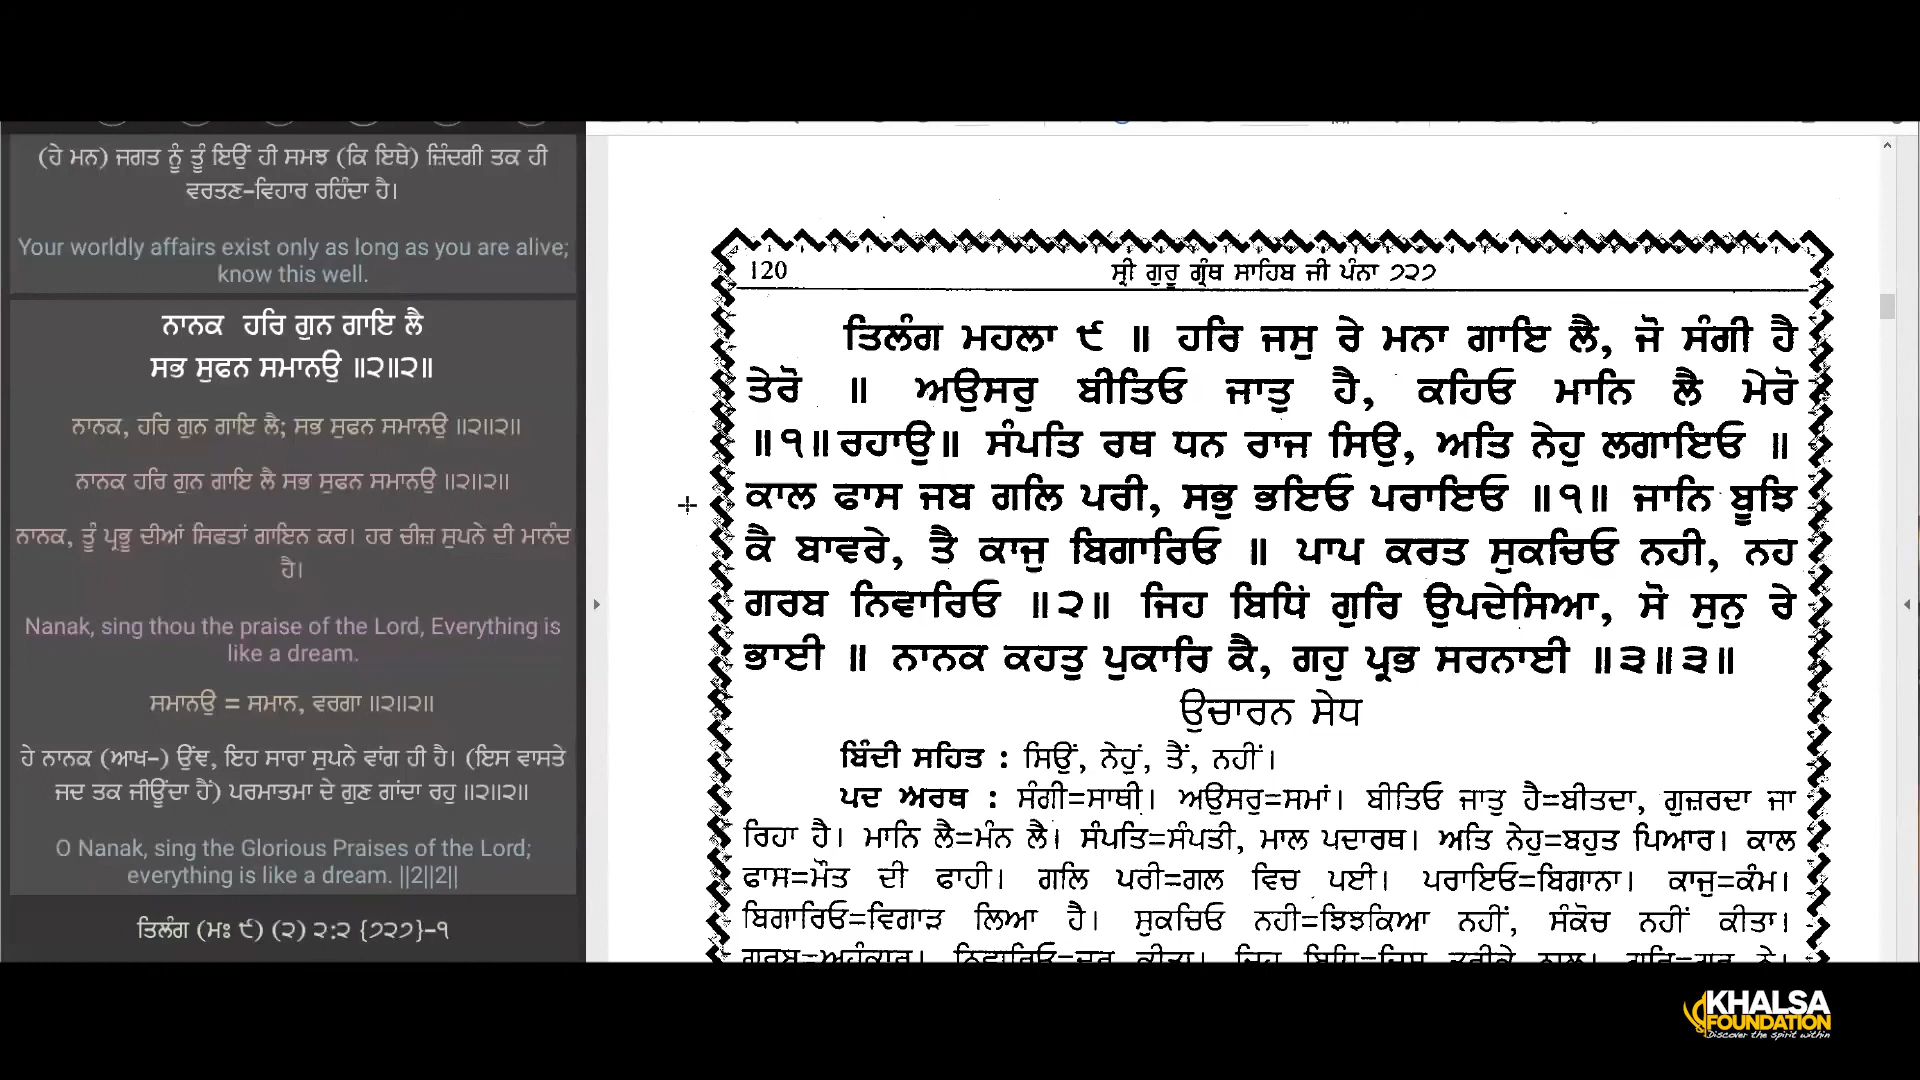 (ਹੇ ਮਨ) ਜਗਤ ਨੂੰ ਤੂੰ ਇਉਂ ਹੀ ਸਮਝ (ਕਿ ਇਥੇ) ਜ਼ਿੰਦਗੀ ਤਕ ਹੀ
ਵਰਤਣ-ਵਿਹਾਰ ਰਹਿੰਦਾ ਹੈ।
Your worldly affairs exist only as long as you are alive;
know this well.
ਨਾਨਕ ਹਰਿ ਗੁਨ ਗਾਇ ਲੈ
ਸਭ ਸੁਫਨ ਸਮਾਨਉ ॥੨॥੨॥
ਨਾਨਕ, ਹਰਿ ਗੁਨ ਗਾਇ ਲੈ; ਸਭ ਸੁਫਨ ਸਮਾਨਉ ॥੨॥੨॥
ਨਾਨਕ ਹਰਿ ਗੁਨ ਗਾਇ ਲੈ ਸਭ ਸੁਫਨ ਸਮਾਨਉ ॥੨॥੨॥
ਨਾਨਕ, ਤੂੰ ਪ੍ਰਭੂ ਦੀਆਂ ਸਿਫਤਾਂ ਗਾਇਨ ਕਰ। ਹਰ ਚੀਜ਼ ਸੁਪਨੇ ਦੀ ਮਾਨੰਦ
ਹੈ।
Nanak, sing thou the praise of the Lord, Everything is
like a dream.
ਸਮਾਨਉ = ਸਮਾਨ, ਵਰਗਾ ॥੨॥੨॥
ਹੇ ਨਾਨਕ (ਆਖ-) ਉਂਞ, ਇਹ ਸਾਰਾ ਸੁਪਨੇ ਵਾਂਗ ਹੀ ਹੈ। (ਇਸ ਵਾਸਤੇ
ਜਦ ਤਕ ਜੀਊਂਦਾ ਹੈਂ) ਪਰਮਾਤਮਾ ਦੇ ਗੁਣ ਗਾਂਦਾ ਰਹੁ ॥੨॥੨॥
O Nanak, sing the Glorious Praises of the Lord;
everything is like a dream. ||2||2||
ਤਿਲੰਗ (ਮਃ ੯) (੨) ੨:੨ {੭੨੭}-੧
120 ਸ੍ਰੀ ਗੁਰੂ ਗ੍ਰੰਥ ਸਾਹਿਬ ਜੀ ਪੰਨਾ ੭੨੭
ਤਿਲੰਗ ਮਹਲਾ ੯ ॥ ਹਰਿ ਜਸੁ ਰੇ ਮਨਾ ਗਾਇ ਲੈ, ਜੋ ਸੰਗੀ ਹੈ
ਤੇਰੋ ॥ ਅਉਸਰੁ ਬੀਤਿਓ ਜਾਤੁ ਹੈ, ਕਹਿਓ ਮਾਨਿ ਲੈ ਮੇਰੋ
॥੧॥ਰਹਾਉ॥ ਸੰਪਤਿ ਰਥ ਧਨ ਰਾਜ ਸਿਉ, ਅਤਿ ਨੇਹੁ ਲਗਾਇਓ ॥
ਕਾਲ ਫਾਸ ਜਬ ਗਲਿ ਪਰੀ, ਸਭੁ ਭਇਓ ਪਰਾਇਓ ॥੧॥ ਜਾਨਿ ਬੂਝਿ
ਕੈ ਬਾਵਰੇ, ਤੈ ਕਾਜੁ ਬਿਗਾਰਿਓ ॥ ਪਾਪ ਕਰਤ ਸੁਕਚਿਓ ਨਹੀ, ਨਹ
ਗਰਬ ਨਿਵਾਰਿਓ ॥੨॥ ਜਿਹ ਬਿਧਿ ਗੁਰਿ ਉਪਦੇਸਿਆ, ਸੋ ਸੁਨੁ ਰੇ
ਭਾਈ ॥ ਨਾਨਕ ਕਹਤੁ ਪੁਕਾਰਿ ਕੈ, ਗਹੁ ਪ੍ਰਭ ਸਰਨਾਈ ॥੩॥੩॥
ਉਚਾਰਨ ਸੇਧ
ਬਿੰਦੀ ਸਹਿਤ : ਸਿਉਂ, ਨੇਹੁਂ, ਤੈਂ, ਨਹੀਂ।
ਪਦ ਅਰਥ : ਸੰਗੀ=ਸਾਥੀ। ਅਉਸਰੁ=ਸਮਾਂ। ਬੀਤਿਓ ਜਾਤੁ ਹੈ=ਬੀਤਦਾ, ਗੁਜ਼ਰਦਾ ਜਾ
ਰਿਹਾ ਹੈ। ਮਾਨਿ ਲੈ=ਮੰਨ ਲੈ। ਸੰਪਤਿ=ਸੰਪਤੀ, ਮਾਲ ਪਦਾਰਥ। ਅਤਿ ਨੇਹੁ=ਬਹੁਤ ਪਿਆਰ। ਕਾਲ
ਫਾਸ=ਮੌਤ ਦੀ ਫਾਹੀ। ਗਲਿ ਪਰੀ=ਗਲ ਵਿਚ ਪਈ। ਪਰਾਇਓ=ਬਿਗਾਨਾ। ਕਾਜੁ=ਕੰਮ।
ਬਿਗਾਰਿਓ=ਵਿਗਾੜ ਲਿਆ ਹੈ। ਸੁਕਚਿਓ ਨਹੀ=ਝਿਝਕਿਆ ਨਹੀਂ, ਸੰਕੋਚ ਨਹੀਂ ਕੀਤਾ।
ਗਰਬ=ਅਹੰਕਾਰ। ਨਿਵਾਰਿਓ=ਦੂਰ ਕੀਤਾ। ਜਿਹ ਬਿਧਿ=ਜਿਸ ਤਰੀਕੇ ਨਾਲ। ਗੁਰਿ=ਗੁਰੂ ਨੇ।
KHALSA
FOUNDATION
Discover the spirit within